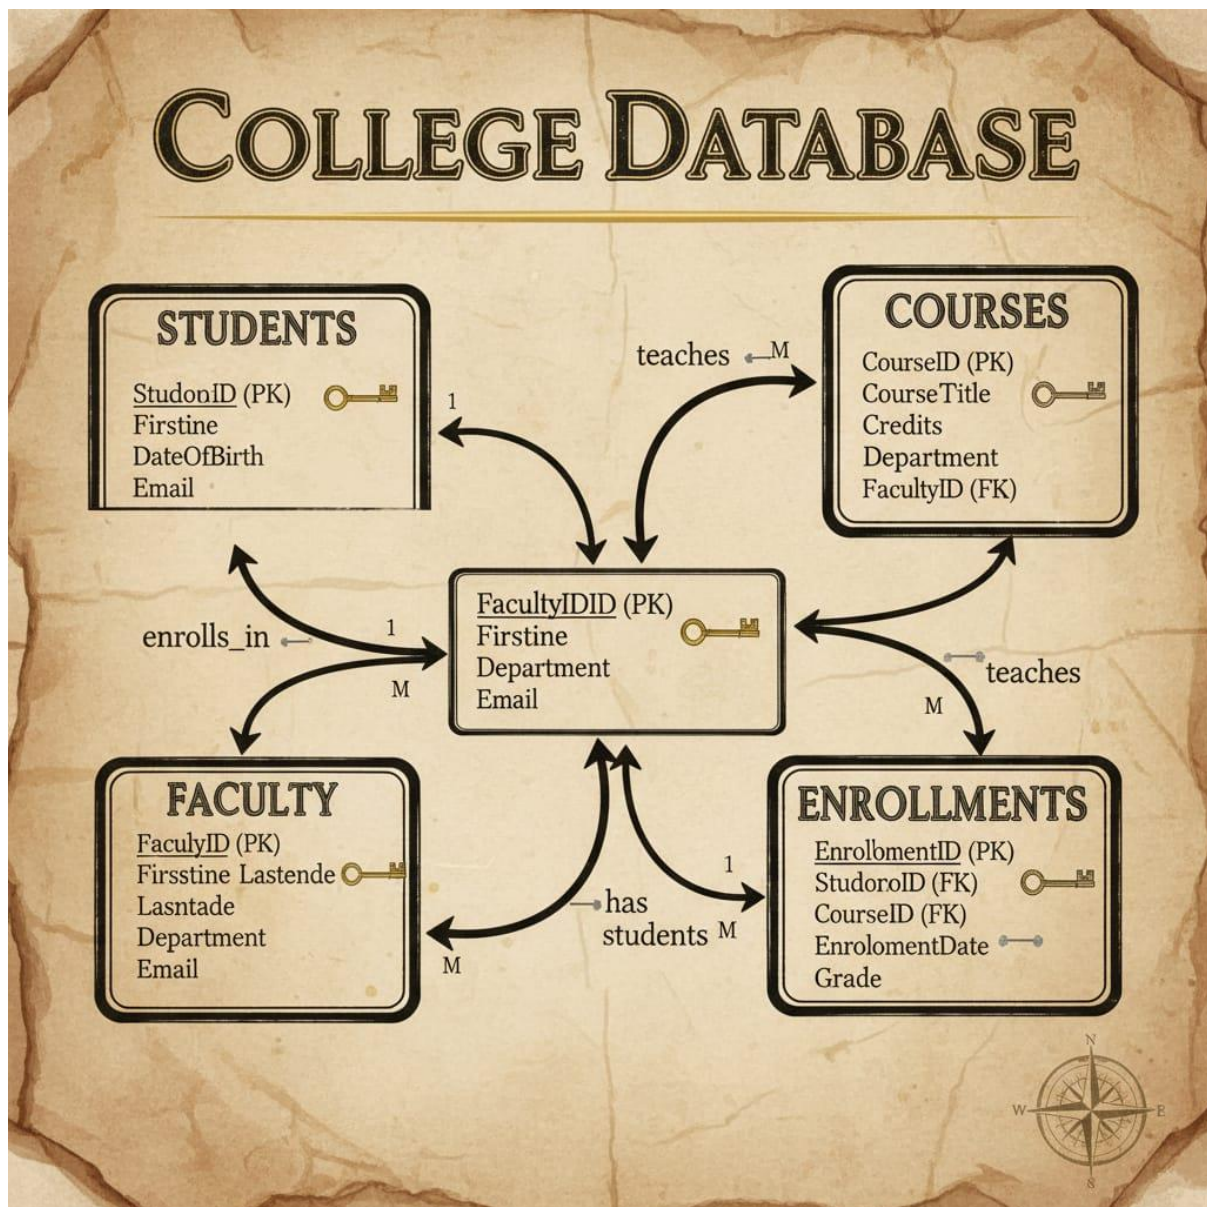 COLLEGE DATABASE
STUDENTS
StudonID (PK)
Firstine
DateOfBirth
Email
1
teaches
M
COURSES
CourseID (PK)
CourseTitle
Credits
Department
FacultyID (FK)
enrolls_in
1
M
FacultyIDID (PK)
Firstine
Department
Email
teaches
M
FACULTY
FaculyID (PK)
Firsstine Lastende
Lasntade
Department
Email
M
has
students
1
M
ENROLLMENTS
EnrolbmentID (PK)
StudoroID (FK)
CourseID (FK)
EnrolomentDate
Grade
N
W
E
S